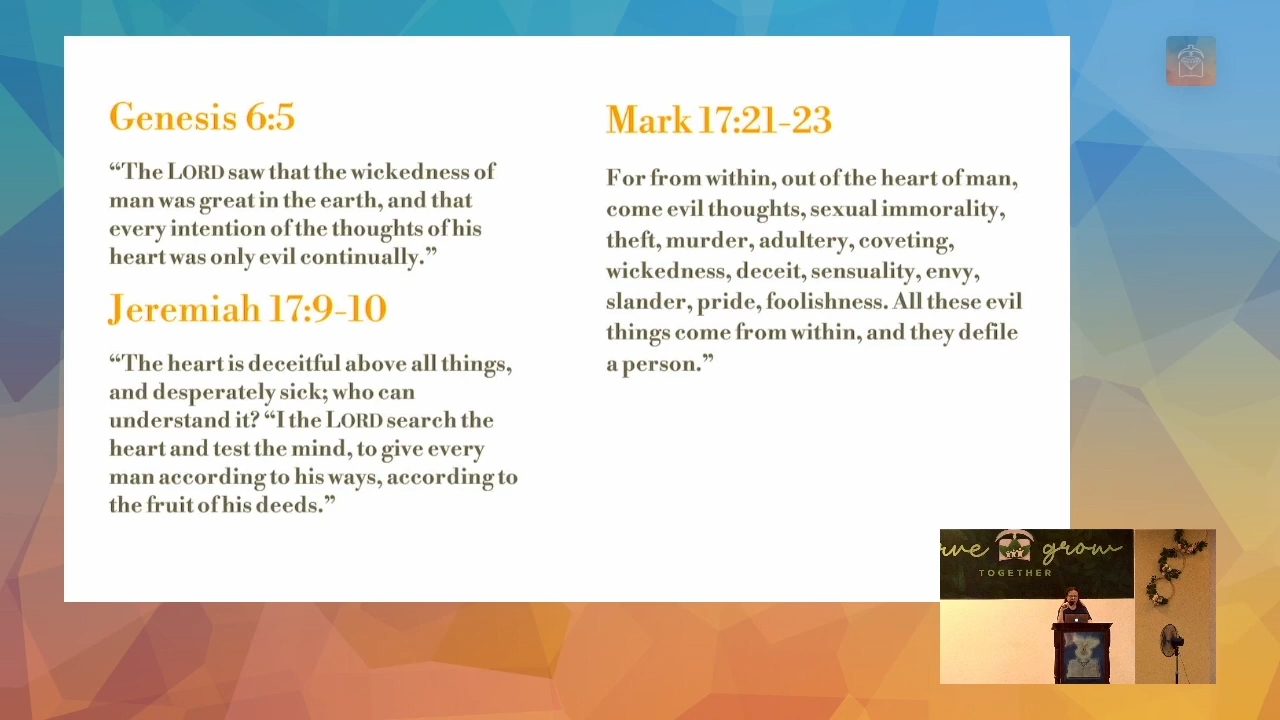 Genesis 6:5
“The LORD saw that the wickedness of
man was great in the earth, and that
every intention of the thoughts of his
heart was only evil continually.”
Jeremiah 17:9-10
“The heart is deceitful above all things,
and desperately sick; who can
understand it? “I the LORD search the
heart and test the mind, to give every
man according to his ways, according to
the fruit of his deeds.”
Mark 17:21-23
For from within, out of the heart of man,
come evil thoughts, sexual immorality,
theft, murder, adultery, coveting,
wickedness, deceit, sensuality, envy,
slander, pride, foolishness. All these evil
things come from within, and they defile
a person.”
grow
TOGETHER